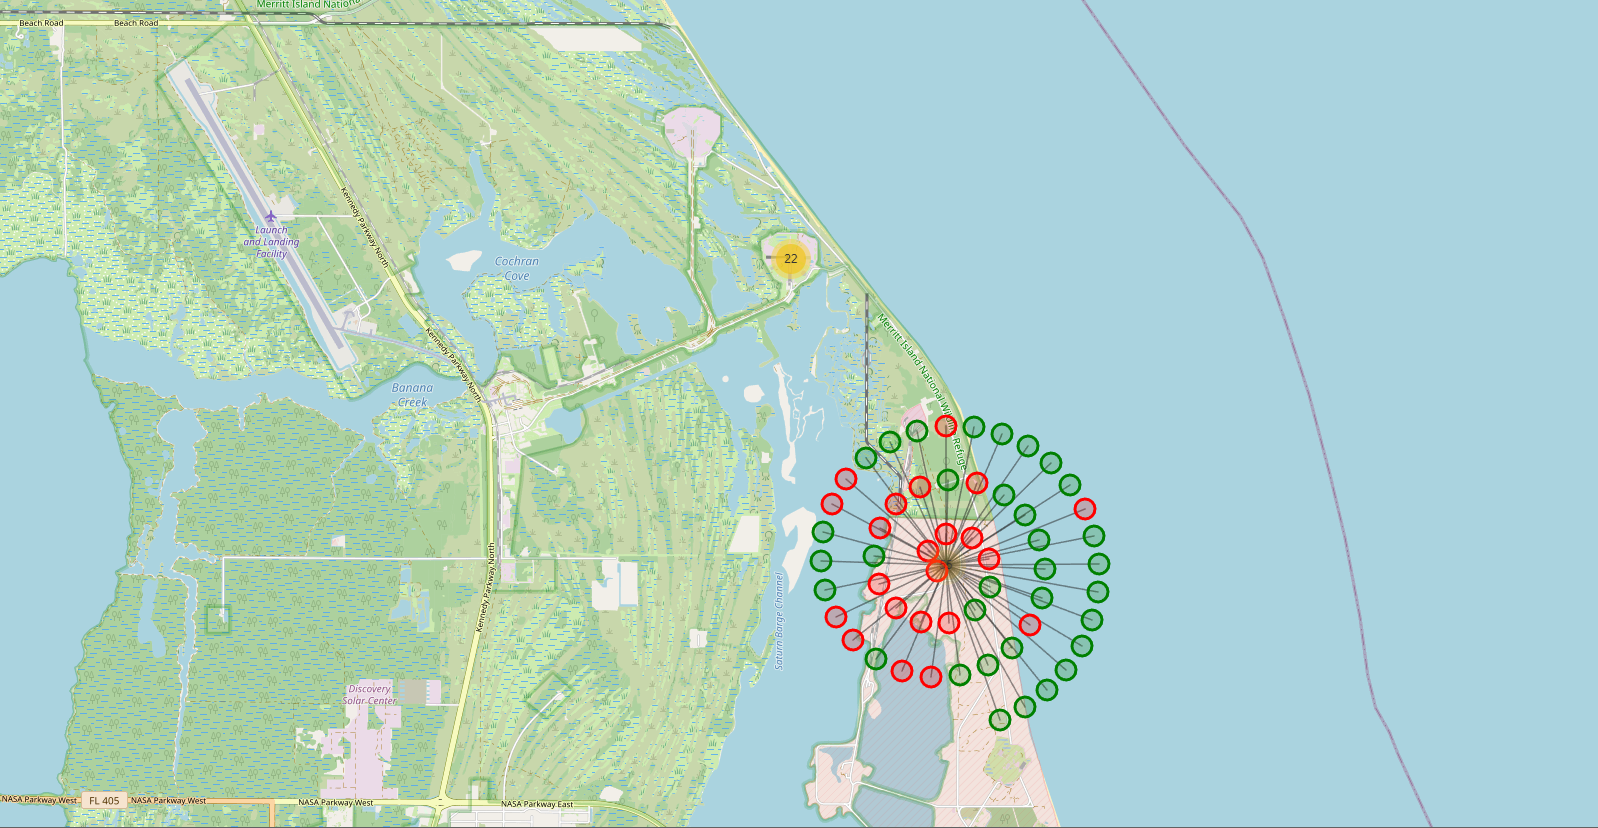 Merritt Island Nationa
Beach Road
Beach Road
Kennedy Parkway North
Launch
and Landing
Facility
Cochran
Cove
22
Merritt Island National Wil
Refuge
Kennedy Parkway North
Banana
Creek
Kennedy Parkway North
Saturn Barge Channel
Discovery
Solar Center
NASA Parkway West
FL 405
NASA Parkway West
NASA Parkway West
NASA Parkway East